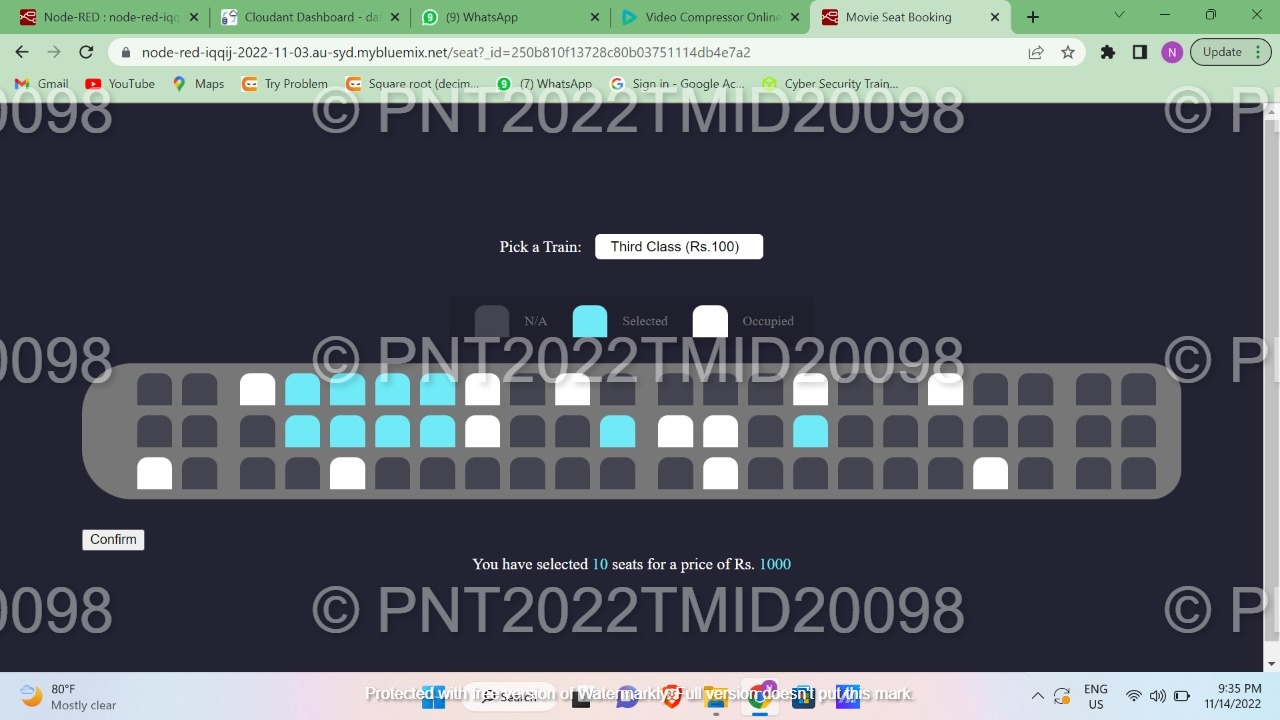 Node-RED : node-red-iqq
Cloudant Dashboard - da
(9) WhatsApp
Video Compressor Online
Movie Seat Booking
node-red-iqqij-2022-11-03.au-syd.mybluemix.net/seat?_id=250b810f13728c80b03751114db4e7a2
N
Update
Gmail
YouTube
Maps
Try Problem
Square root (decim...
(7) WhatsApp
Sign in - Google Ac...
Cyber Security Train...
0098 © PNT2022TMID20098 © P
Pick a Train: Third Class (Rs.100)
N/A Selected Occupied
0098 © PNT2022TMID20098 © P
Confirm
You have selected 10 seats for a price of Rs. 1000
0098 © PNT2022TMID20098 © P
80°F
Mostly clear
Search
Protected with free version of Watermarkly. Full version doesn't put this mark.
ENG
US
9:35 PM
11/14/2022